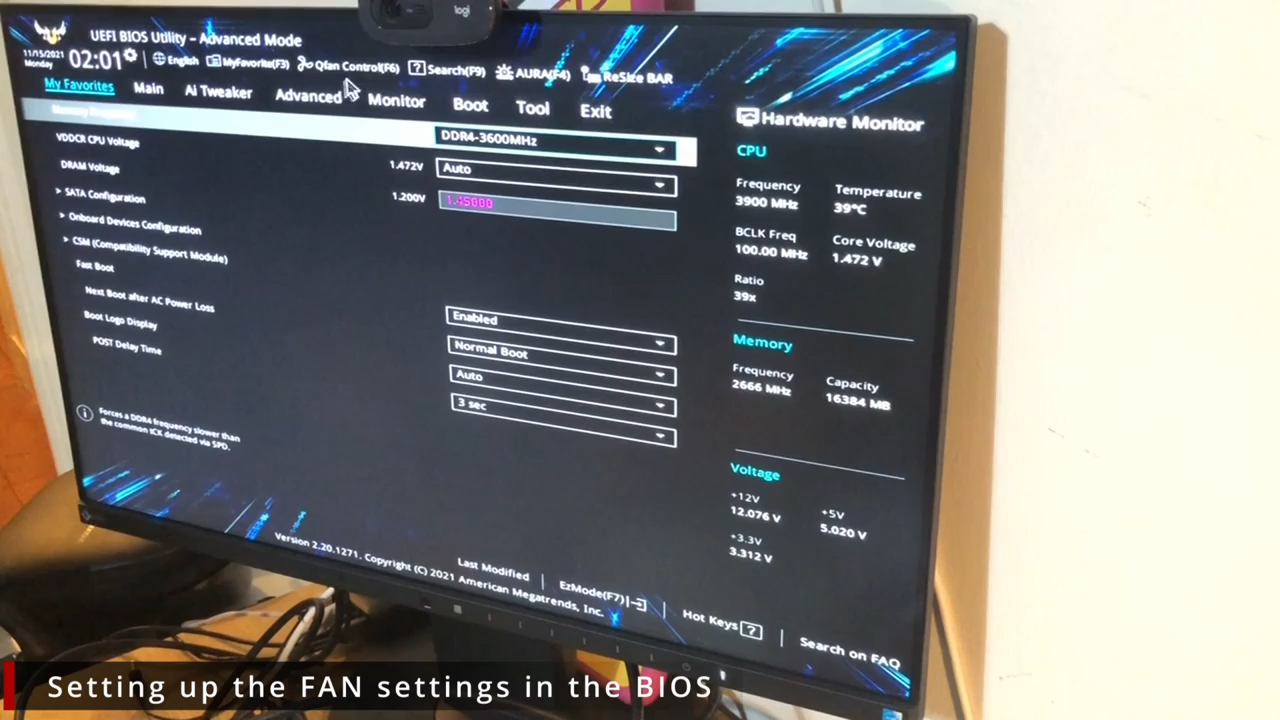 logi
UEFI BIOS Utility – Advanced Mode
11/15/2021
Monday
02:01
English
MyFavorite(F3)
Qfan Control(F6)
? Search(F9)
AURA(F4)
ReSize BAR
My Favorites
Main
Ai Tweaker
Advanced
Monitor
Boot
Tool
Exit
Memory Frequency
DDR4-3600MHz
VDDCR CPU Voltage
1.472V
Auto
DRAM Voltage
1.200V
1.45000
> SATA Configuration
> Onboard Devices Configuration
> CSM (Compatibility Support Module)
Fast Boot
Enabled
Next Boot after AC Power Loss
Normal Boot
Boot Logo Display
Auto
POST Delay Time
3 sec
Forces a DDR4 frequency slower than
the common tCK detected via SPD.
Hardware Monitor
CPU
Frequency
Temperature
3900 MHz
39°C
BCLK Freq
Core Voltage
100.00 MHz
1.472 V
Ratio
39x
Memory
Frequency
Capacity
2666 MHz
16384 MB
Voltage
+12V
+5V
12.076 V
5.020 V
+3.3V
3.312 V
Last Modified
EzMode(F7)
Hot Keys ?
Search on FAQ
Version 2.20.1271. Copyright (C) 2021 American Megatrends, Inc.
Setting up the FAN settings in the BIOS